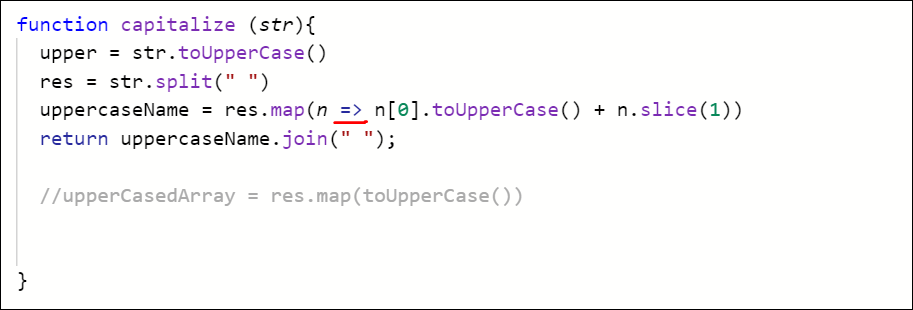 function capitalize (str){
upper = str.toUpperCase()
res = str.split(" ")
uppercaseName = res.map(n => n[0].toUpperCase() + n.slice(1))
return uppercaseName.join(" ");
//upperCasedArray = res.map(toUpperCase())
}